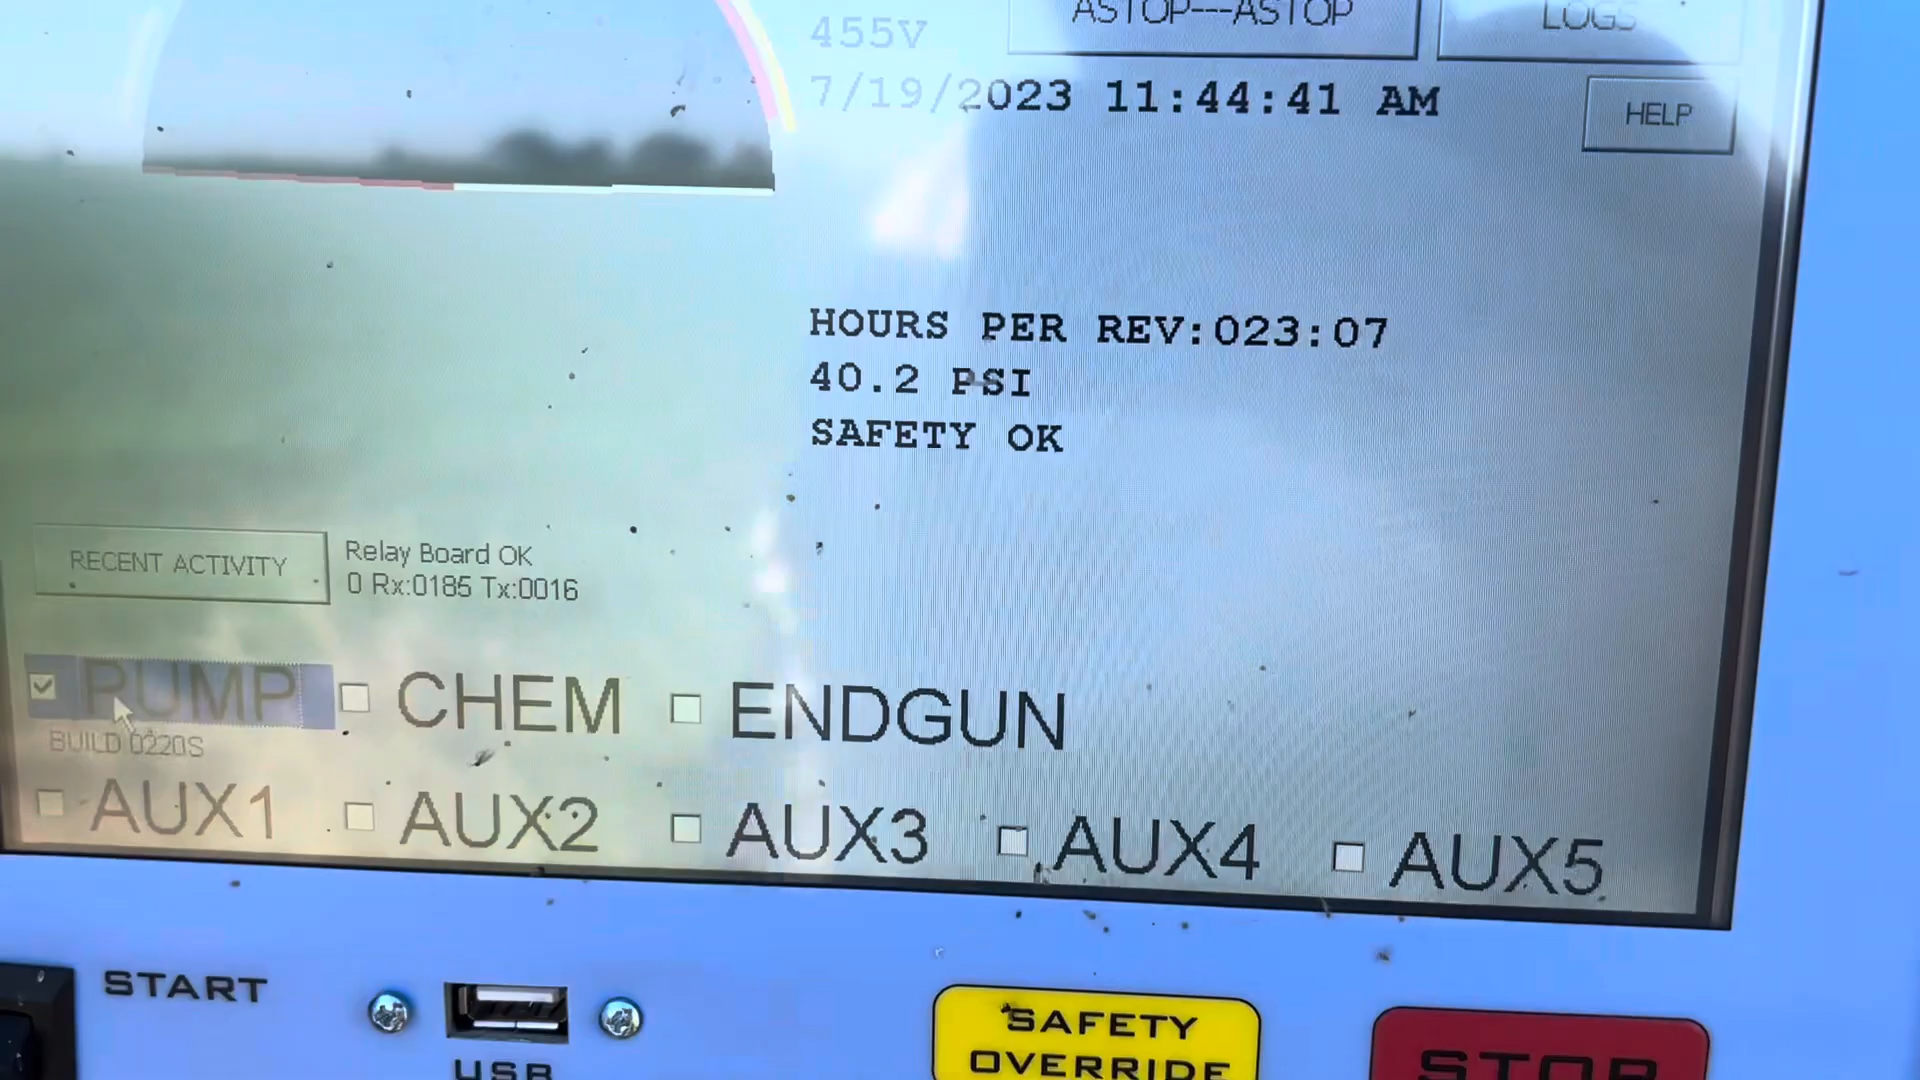 ASTOP---ASTOP
LOGS
455V
7/19/2023 11:44:41 AM
HELP
HOURS PER REV:023:07
40.2 PSI
SAFETY OK
RECENT ACTIVITY
Relay Board OK
0 Rx:0185 Tx:0016
PUMP
CHEM
ENDGUN
BUILD 0220S
AUX1
AUX2
AUX3
AUX4
AUX5
START
USB
SAFETY
OVERRIDE
STOP